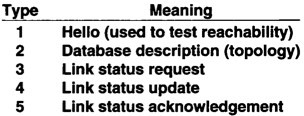 Type Meaning
1 Hello (used to test reachability)
2 Database description (topology)
3 Link status request
4 Link status update
5 Link status acknowledgement